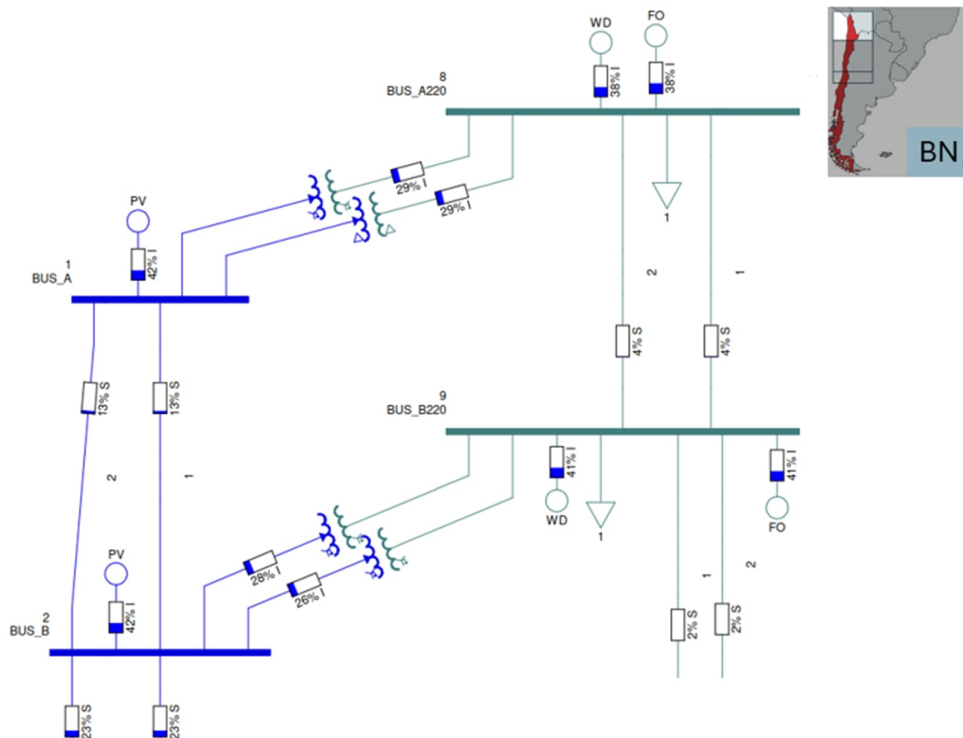 WD
FO
8
BUS_A220
38% I
38% I
BN
29% I
29% I
PV
42% I
1
1
BUS_A
2
1
4% S
4% S
13% S
13% S
9
BUS_B220
41% I
41% I
2
1
WD
1
FO
PV
28% I
26% I
1
2
42% I
2
BUS_B
2% S
2% S
23% S
23% S